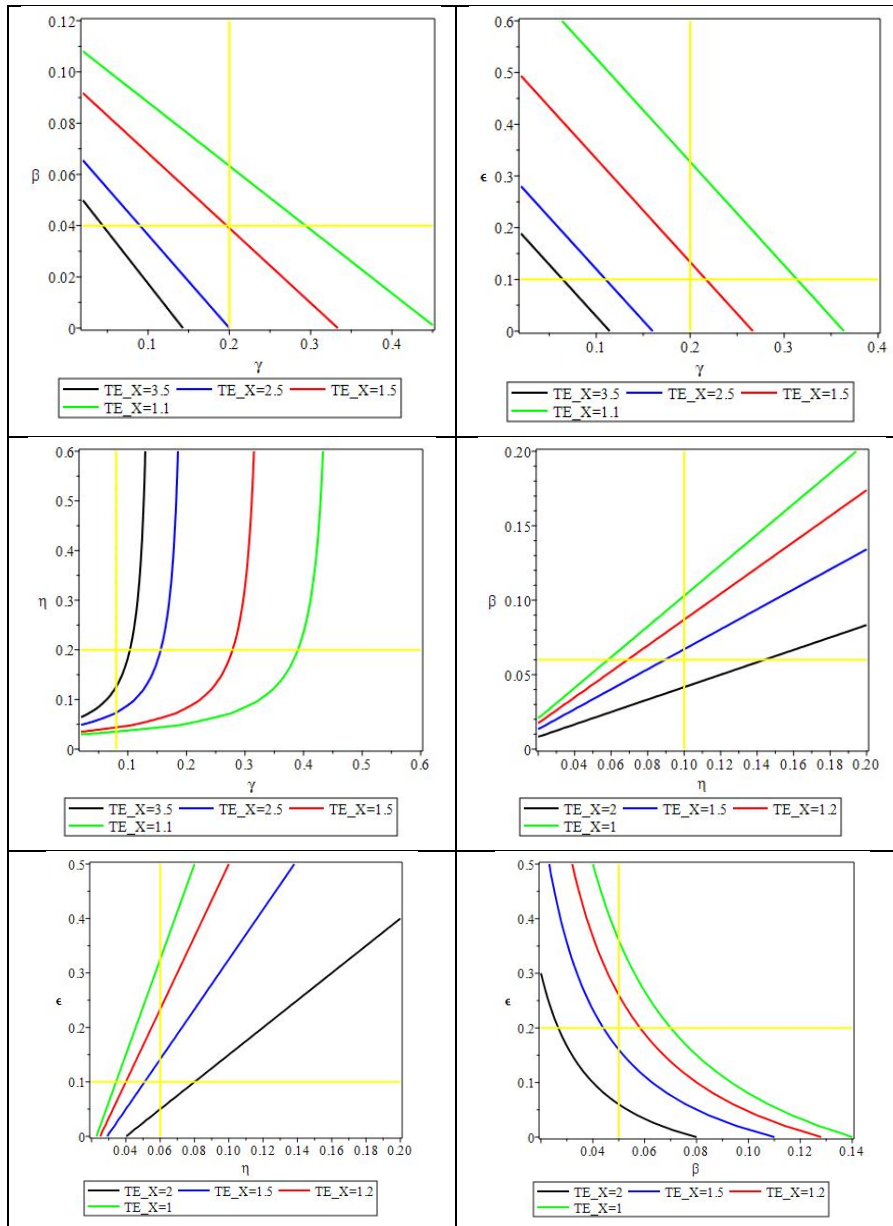 0.12
0.10
0.08
β 0.06
0.04
0.02
0
0.1 0.2 0.3 0.4
γ
TE_X=3.5 TE_X=2.5 TE_X=1.5
TE_X=1.1
0.6
0.5
0.4
ϵ 0.3
0.2
0.1
0
0.1 0.2 0.3 0.4
γ
TE_X=3.5 TE_X=2.5 TE_X=1.5
TE_X=1.1
0.6
0.5
0.4
η 0.3
0.2
0.1
0
0.1 0.2 0.3 0.4 0.5 0.6
γ
TE_X=3.5 TE_X=2.5 TE_X=1.5
TE_X=1.1
0.20
0.15
β 0.10
0.05
0
0.04 0.06 0.08 0.10 0.12 0.14 0.16 0.18 0.20
η
TE_X=2 TE_X=1.5 TE_X=1.2
TE_X=1
0.5
0.4
0.3
ϵ
0.2
0.1
0
0.04 0.06 0.08 0.10 0.12 0.14 0.16 0.20
η
TE_X=2 TE_X=1.5 TE_X=1.2
TE_X=1
0.5
0.4
0.3
ϵ
0.2
0.1
0
0.04 0.06 0.08 0.10 0.12 0.14
β
TE_X=2 TE_X=1.5 TE_X=1.2
TE_X=1